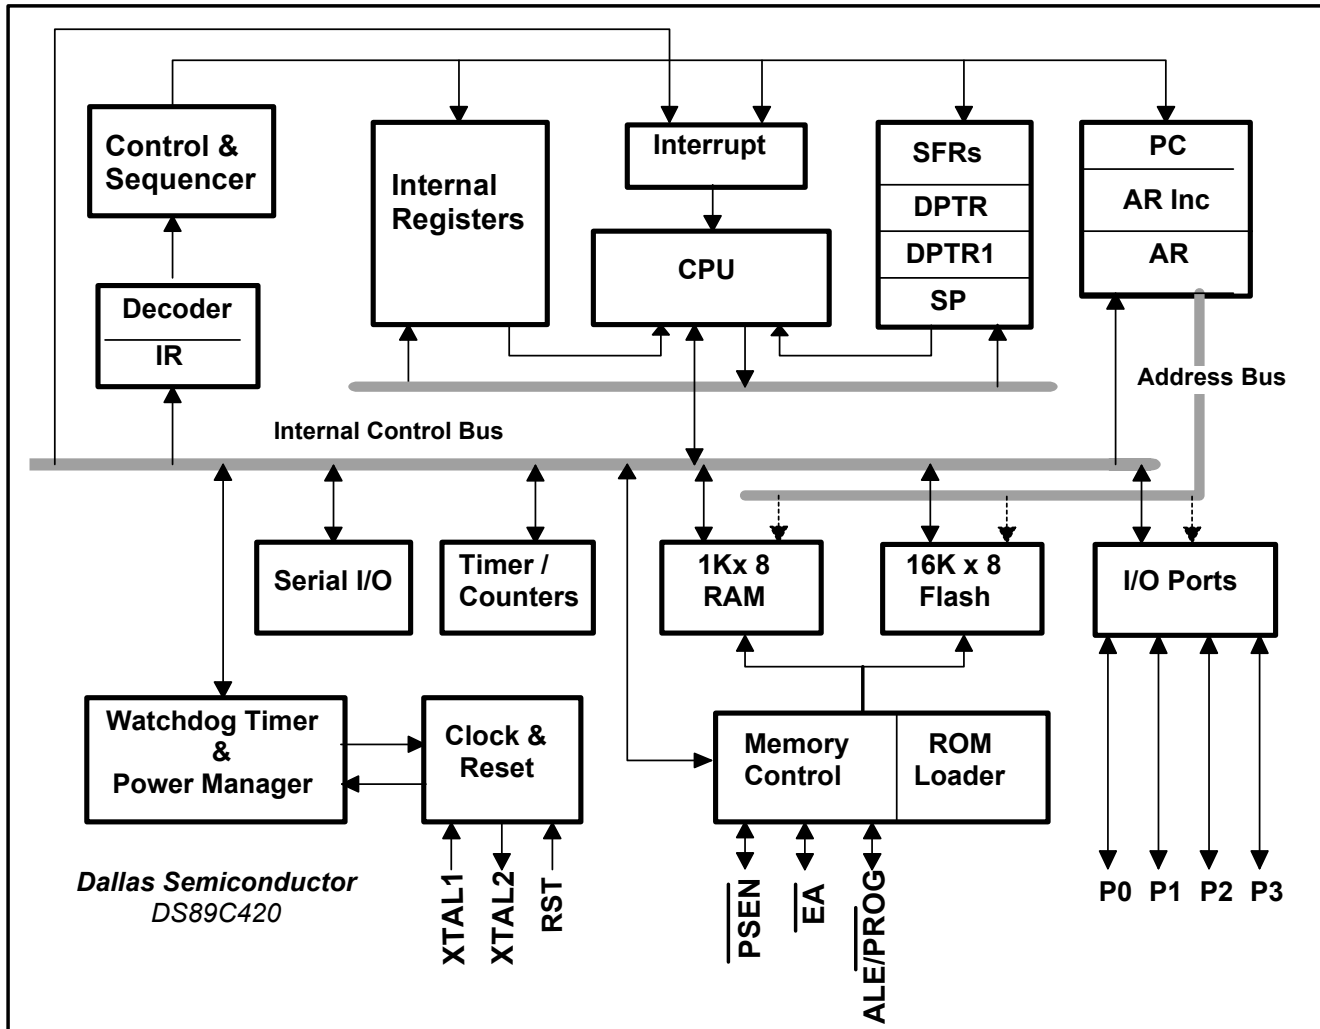 Control &
Sequencer
Internal
Registers
Interrupt
SFRs
DPTR
DPTR1
SP
PC
AR Inc
AR
CPU
Decoder
IR
Address Bus
Internal Control Bus
Serial I/O
Timer /
Counters
1Kx 8
RAM
16K x 8
Flash
I/O Ports
Watchdog Timer
&
Power Manager
Clock &
Reset
Memory
Control
ROM
Loader
Dallas Semiconductor
DS89C420
XTAL1
XTAL2
RST
PSEN
EA
ALE/PROG
P0
P1
P2
P3